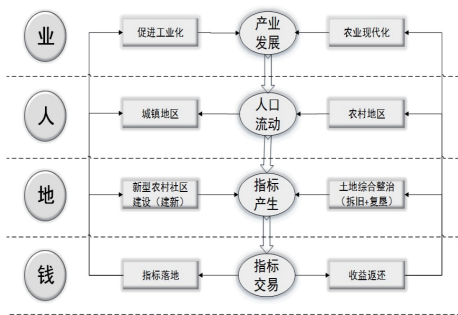 业
促进工业化
产业
发展
农业现代化
人
城镇地区
人口
流动
农村地区
地
新型农村社区
建设（建新）
指标
产生
土地综合整治
（拆旧+复垦）
钱
指标落地
指标
交易
收益返还